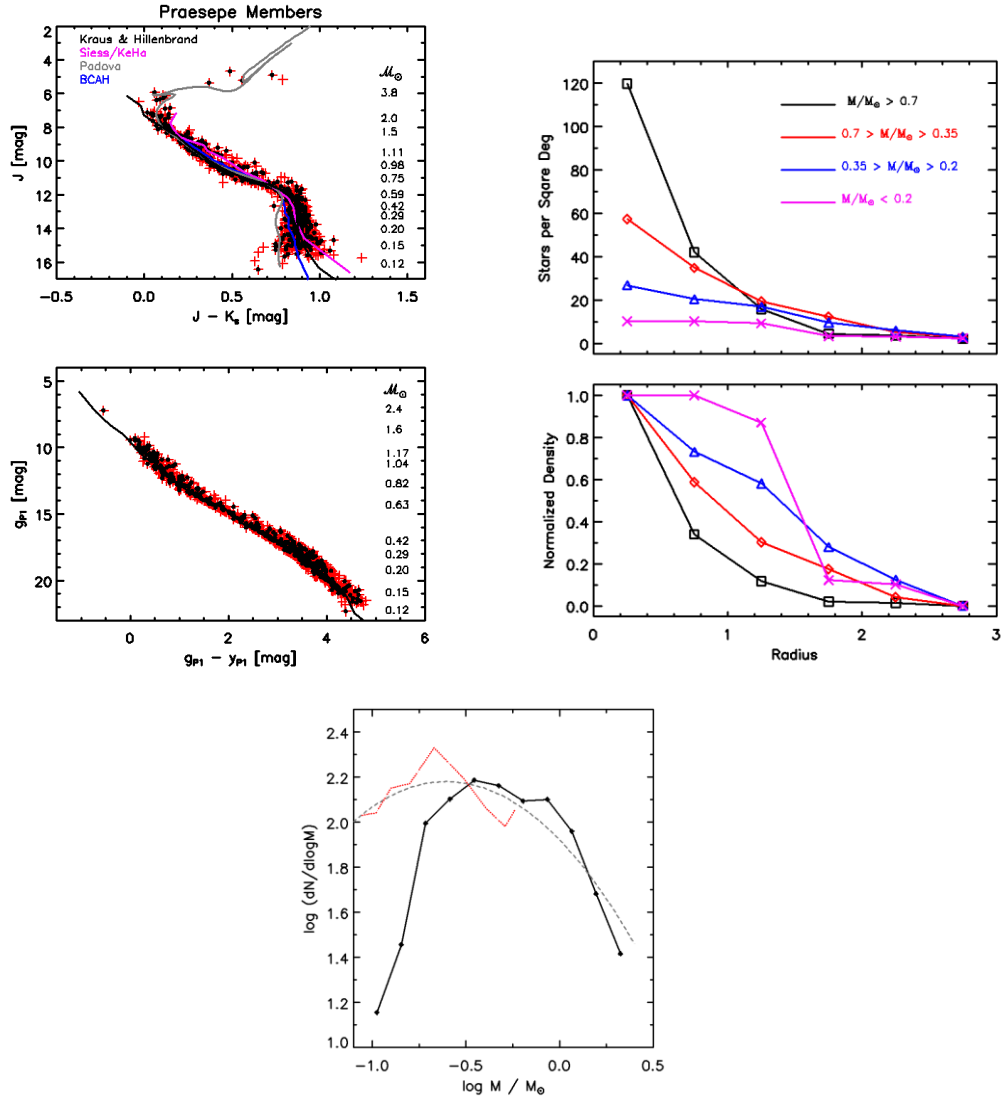 Praesepe Members
Kraus & Hillenbrand
Siess/KeHa
Padova
BCAH
J [mag]
2
4
6
8
10
12
14
16
M☉
3.8
2.0
1.5
1.11
0.98
0.75
0.59
0.42
0.29
0.20
0.15
0.12
−0.5 0.0 0.5 1.0 1.5
J − Ks [mag]
gP1 [mag]
5
10
15
20
M☉
2.4
1.6
1.17
1.04
0.82
0.63
0.42
0.29
0.20
0.15
0.12
0 2 4 6
gP1 − yP1 [mag]
Stars per Sqare Deg
120
100
80
60
40
20
0
M/M☉ > 0.7
0.7 > M/M☉ > 0.35
0.35 > M/M☉ > 0.2
M/M☉ < 0.2
Normalized Density
1.0
0.8
0.6
0.4
0.2
0.0
0 1 2 3
Radius
log (dN/dlogM)
2.4
2.2
2.0
1.8
1.6
1.4
1.2
1.0
−1.0 −0.5 0.0 0.5
log M / M☉